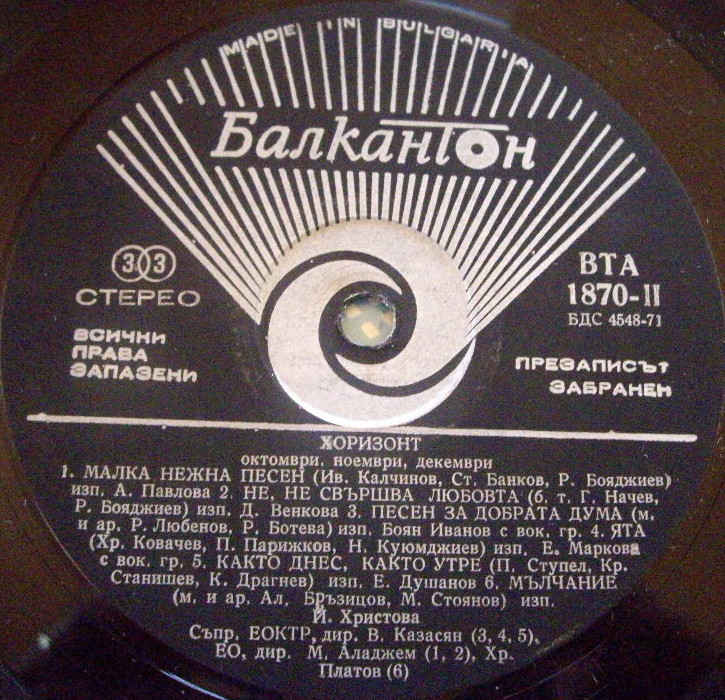 MADE IN BULGARIA
Балкантон
33
СТЕРЕО
ВСИЧКИ
ПРАВА
ЗАПАЗЕНИ
ВТА
1870-II
БДС 4548-71
ПРЕЗАПИСЪТ
ЗАБРАНЕН
ХОРИЗОНТ
октомври, ноември, декември
1. МАЛКА НЕЖНА ПЕСЕН (Ив. Калчинов, Ст. Банков, Р. Бояджиев)
изп. А. Павлова 2. НЕ, НЕ СВЪРШВА ЛЮБОВТА (б. т. Г. Начев,
Р. Бояджиев) изп. Д. Венкова 3. ПЕСЕН ЗА ДОБРАТА ДУМА (м.
и ар. Р. Любенов, Р. Ботева) изп. Боян Иванов с вок. гр. 4. ЯТА
(Хр. Ковачев, П. Парижков, Н. Куюмджиев) изп. Е. Маркова
с вок. гр. 5. КАКТО ДНЕС, КАКТО УТРЕ (П. Ступел, Кр.
Станишев, К. Драгнев) изп. Е. Душанов 6. МЪЛЧАНИЕ
(м. и ар. Ал. Бръзицов, М. Стоянов) изп.
Й. Христова
Съпр. ЕОКТР, дир. В. Казасян (3, 4, 5),
ЕО, дир. М. Аладжем (1, 2), Хр.
Платов (6)